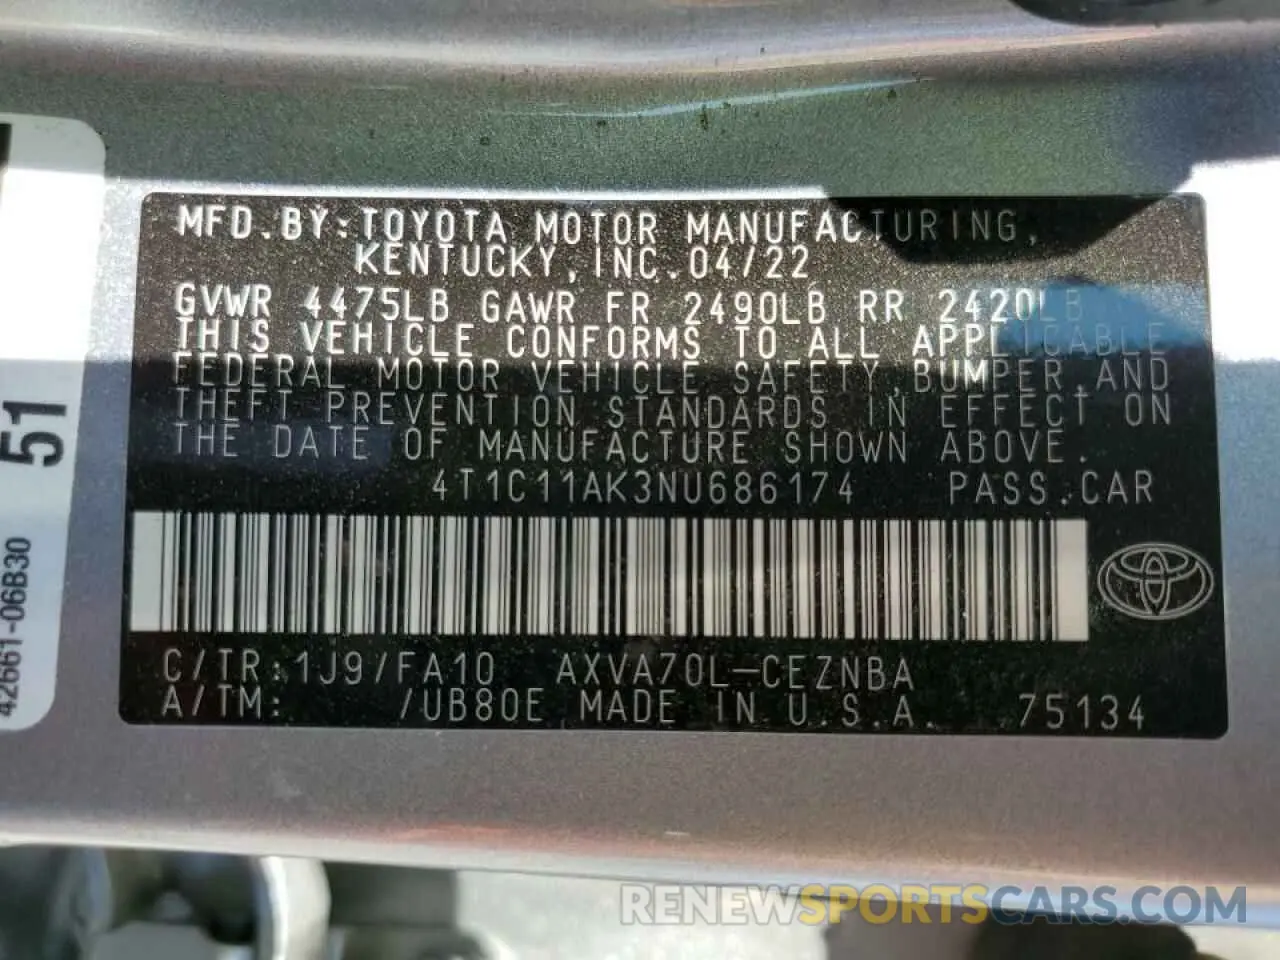 MFD.BY:TOYOTA MOTOR MANUFACTURING,
KENTUCKY,INC.04/22
GVWR 4475LB GAWR FR 2490LB RR 2420LB
THIS VEHICLE CONFORMS TO ALL APPLICABLE
FEDERAL MOTOR VEHICLE SAFETY,BUMPER,AND
THEFT PREVENTION STANDARDS IN EFFECT ON
THE DATE OF MANUFACTURE SHOWN ABOVE.
4T1C11AK3NU686174 PASS.CAR
C/TR:1J9/FA10 AXVA70L-CEZNBA
A/TM: /UB80E MADE IN U.S.A. 75134
51
42661-06B30
RENEWSPORTSCARS.COM